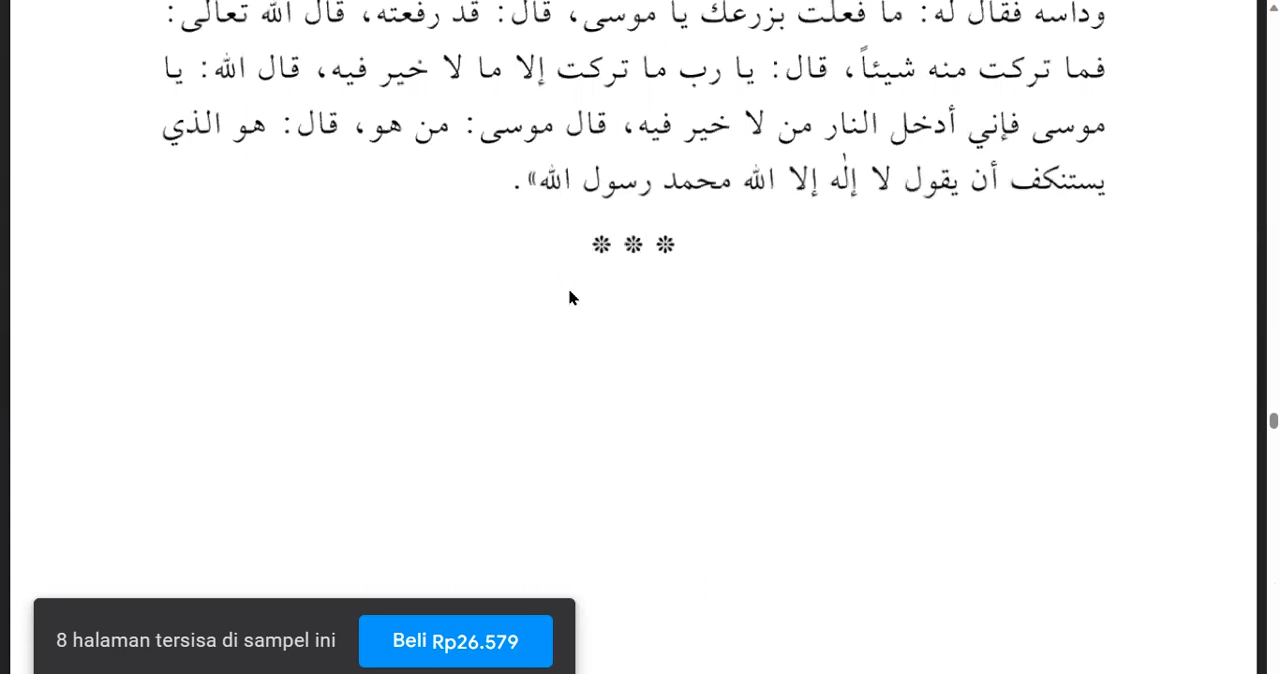 وداسه فقال له: ما فعلت بزرعك يا موسى، قال: قد رفعته، قال الله تعالى:
فما تركت منه شيئاً، قال: يا رب ما تركت إلا ما لا خير فيه، قال الله: يا
موسى فإني أدخل النار من لا خير فيه، قال موسى: من هو، قال: هو الذي
يستنكف أن يقول لا إلٰه إلا الله محمد رسول الله».
❊ ❊ ❊
8 halaman tersisa di sampel ini
Beli Rp26.579